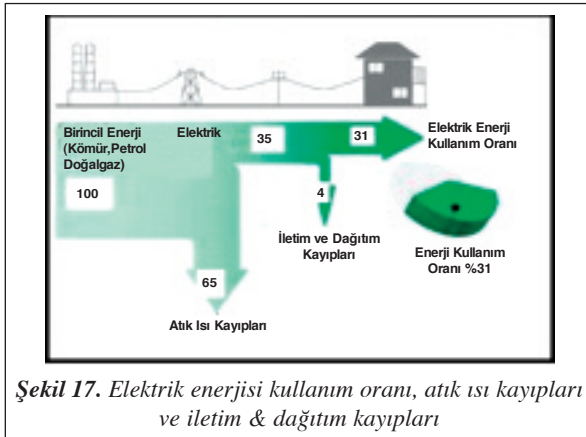 Birincil Enerji
(Kömür,Petrol
Doğalgaz)
100
Elektrik
35
31
Elektrik Enerji
Kullanım Oranı
4
İletim ve Dağıtım
Kayıpları
Enerji Kullanım
Oranı %31
65
Atık Isı Kayıpları
Şekil 17. Elektrik enerjisi kullanım oranı, atık ısı kayıpları
ve iletim & dağıtım kayıpları